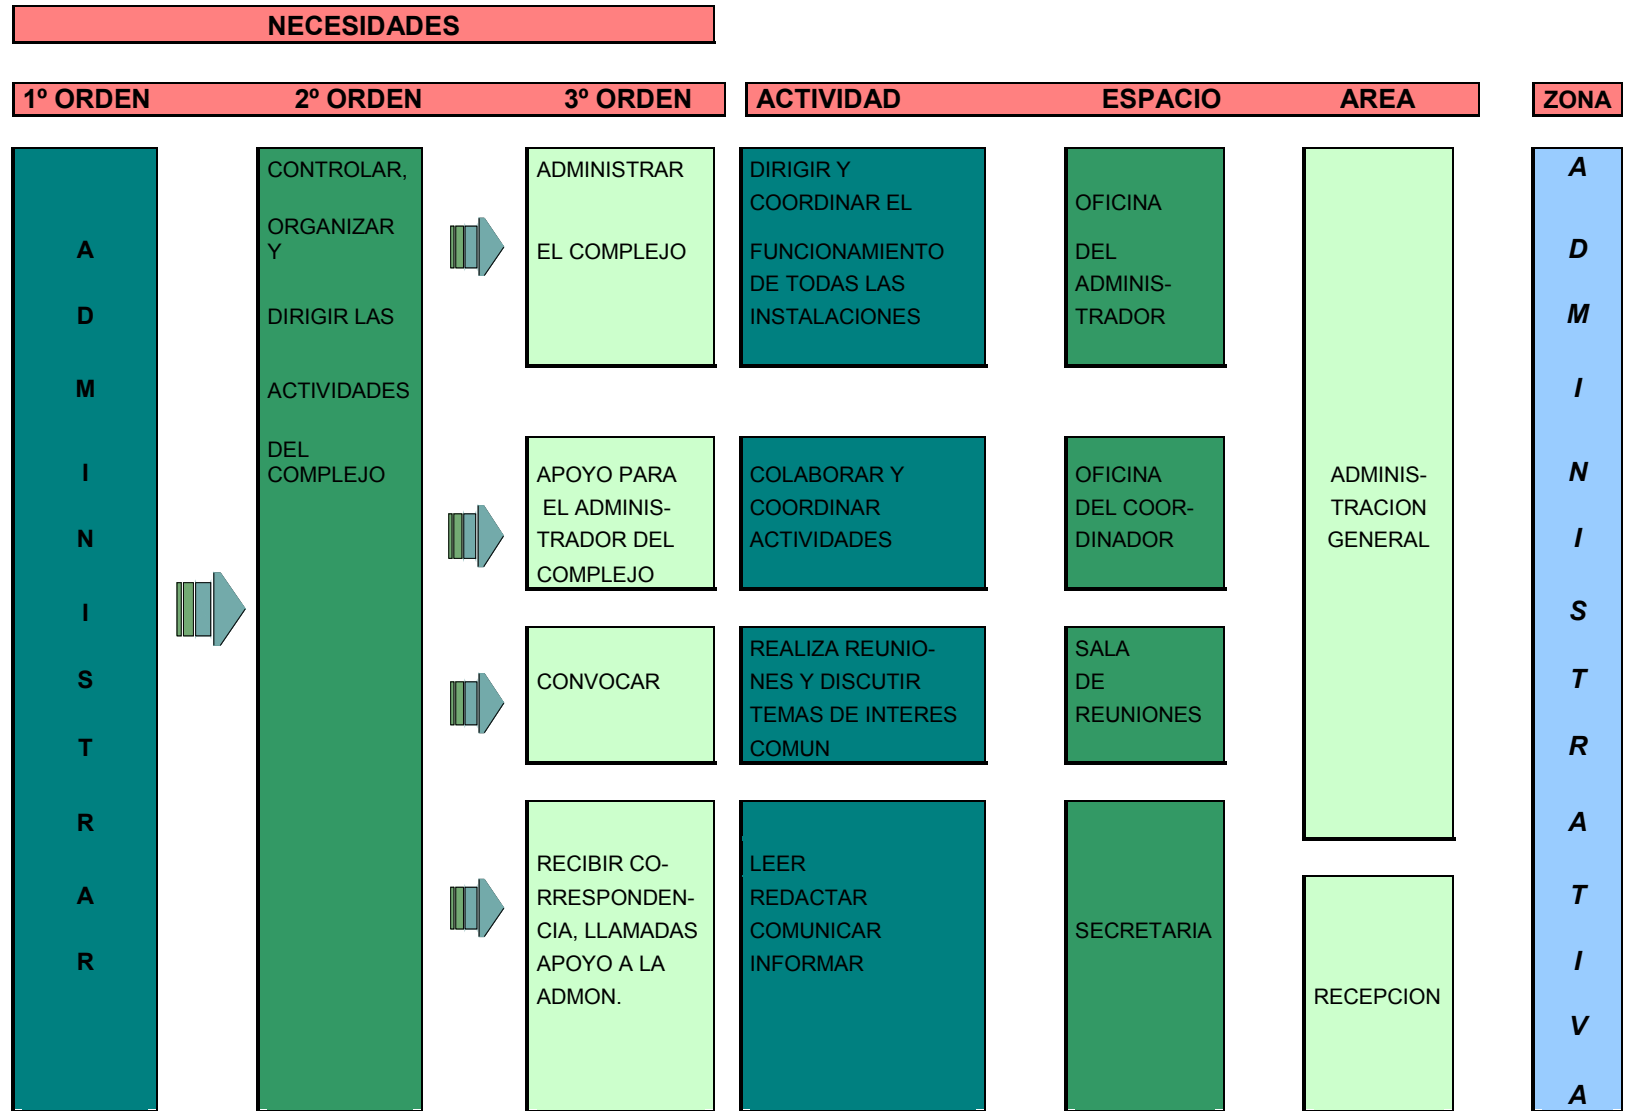 NECESIDADES
1º ORDEN 2º ORDEN 3º ORDEN ACTIVIDAD ESPACIO AREA ZONA
A
D
M
I
N
I
S
T
R
A
R
CONTROLAR,
ORGANIZAR
Y
DIRIGIR LAS
ACTIVIDADES
DEL
COMPLEJO
ADMINISTRAR
EL COMPLEJO
DIRIGIR Y
COORDINAR EL
FUNCIONAMIENTO
DE TODAS LAS
INSTALACIONES
OFICINA
DEL
ADMINIS-
TRADOR
APOYO PARA
EL ADMINIS-
TRADOR DEL
COMPLEJO
COLABORAR Y
COORDINAR
ACTIVIDADES
OFICINA
DEL COOR-
DINADOR
CONVOCAR
REALIZA REUNIO-
NES Y DISCUTIR
TEMAS DE INTERES
COMUN
SALA
DE
REUNIONES
RECIBIR CO-
RRESPONDEN-
CIA, LLAMADAS
APOYO A LA
ADMON.
LEER
REDACTAR
COMUNICAR
INFORMAR
SECRETARIA
ADMINIS-
TRACION
GENERAL
RECEPCION
A
D
M
I
N
I
S
T
R
A
T
I
V
A